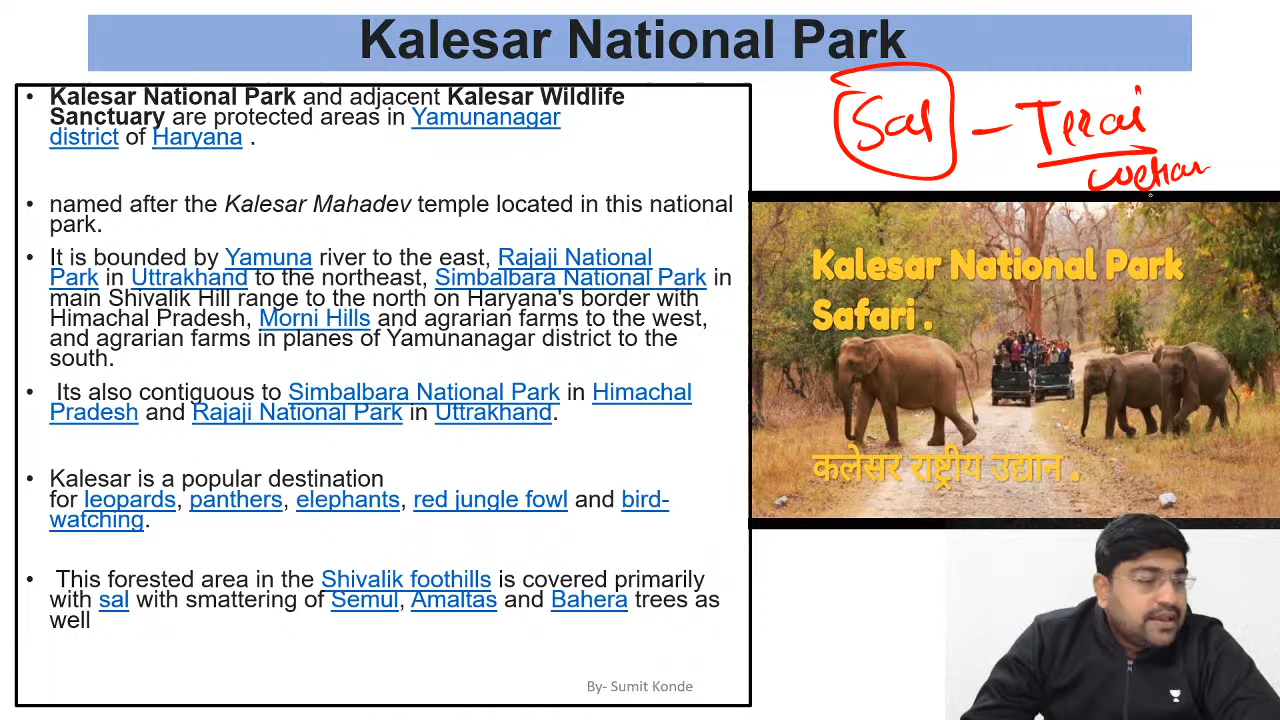 Kalesar National Park
• Kalesar National Park and adjacent Kalesar Wildlife
Sanctuary are protected areas in Yamunanagar
district of Haryana .
• named after the Kalesar Mahadev temple located in this national
park.
• It is bounded by Yamuna river to the east, Rajaji National
Park in Uttrakhand to the northeast, Simbalbara National Park in
main Shivalik Hill range to the north on Haryana's border with
Himachal Pradesh, Morni Hills and agrarian farms to the west,
and agrarian farms in planes of Yamunanagar district to the
south.
• Its also contiguous to Simbalbara National Park in Himachal
Pradesh and Rajaji National Park in Uttrakhand.
• Kalesar is a popular destination
for leopards, panthers, elephants, red jungle fowl and bird-
watching.
• This forested area in the Shivalik foothills is covered primarily
with sal with smattering of Semul, Amaltas and Bahera trees as
well
By- Sumit Konde
Sal – Terai
Kalesar National Park
Safari .
कलेसर राष्ट्रीय उद्यान .